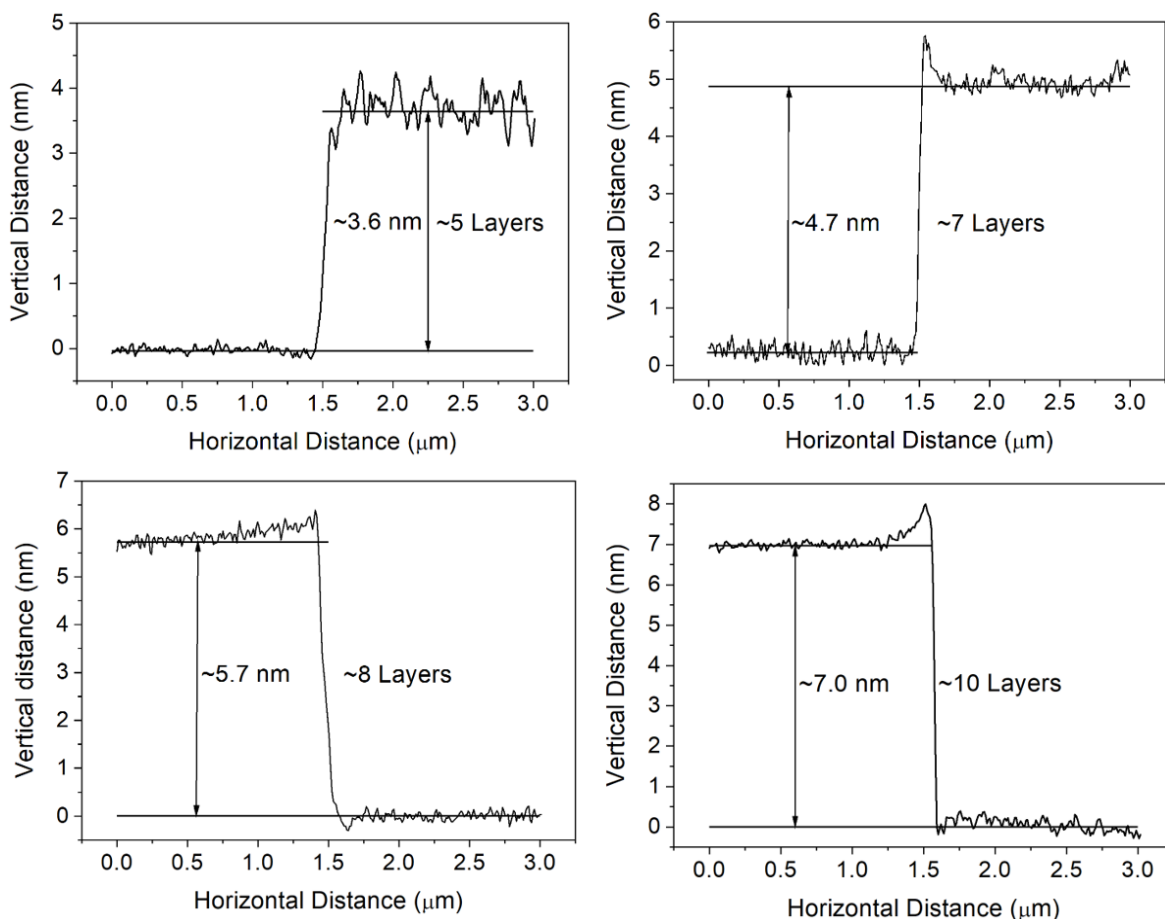 5
4
3
2
1
0
Vertical Distance (nm)
~3.6 nm
~5 Layers
0.0 0.5 1.0 1.5 2.0 2.5 3.0
Horizontal Distance (μm)
6
5
4
3
2
1
0
Vertical Distance (nm)
~4.7 nm
~7 Layers
0.0 0.5 1.0 1.5 2.0 2.5 3.0
Horizontal Distance (μm)
7
6
5
4
3
2
1
0
Vertical distance (nm)
~5.7 nm
~8 Layers
0.0 0.5 1.0 1.5 2.0 2.5 3.0
Horizontal Distance (μm)
8
7
6
5
4
3
2
1
0
Vertical Distance (nm)
~7.0 nm
~10 Layers
0.0 0.5 1.0 1.5 2.0 2.5 3.0
Horizontal Distance (μm)